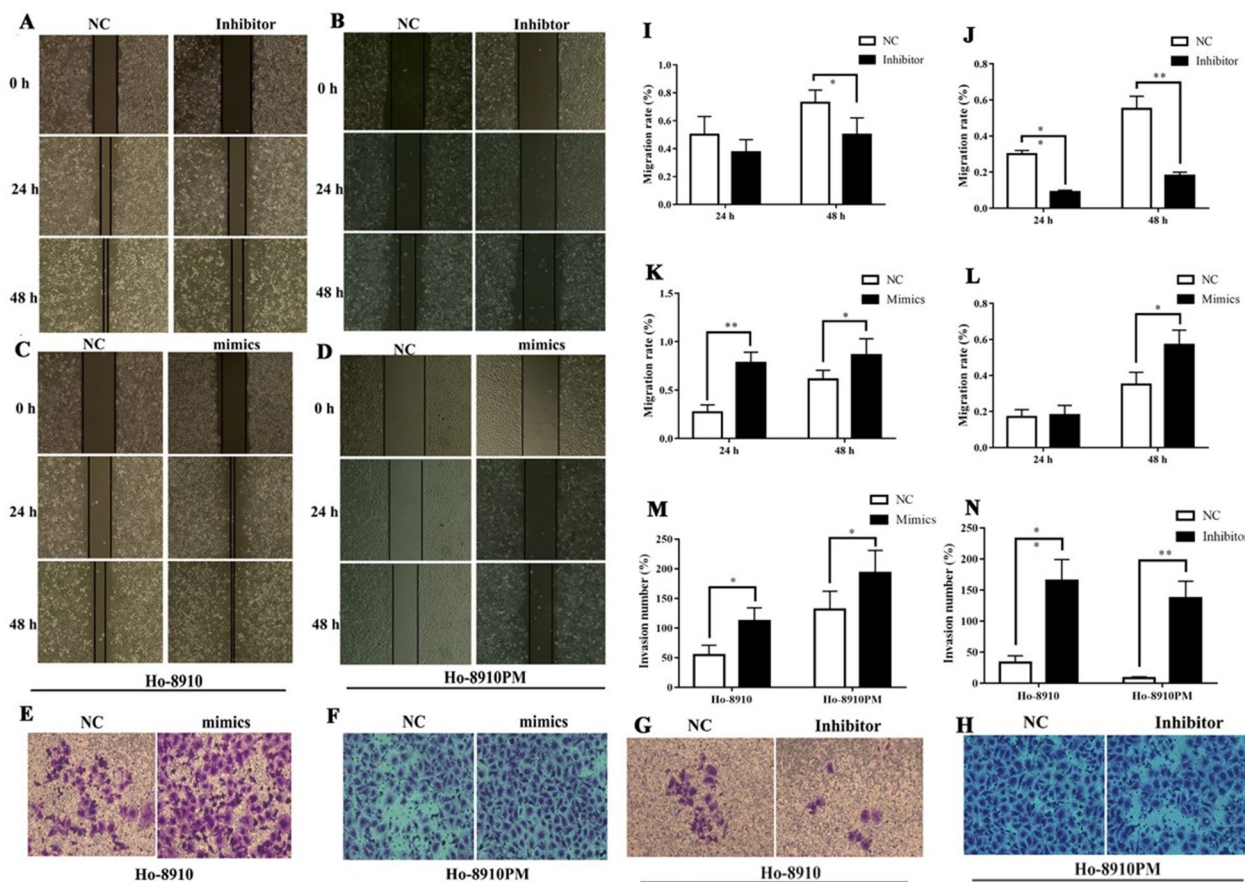 A
NC
Inhibitor
0 h
24 h
48 h
B
NC
Inhibtor
0 h
24 h
48 h
C
NC
mimics
0 h
24 h
48 h
Ho-8910
D
NC
mimics
0 h
24 h
48 h
Ho-8910PM
E
NC
mimics
Ho-8910
F
NC
mimics
Ho-8910PM
G
NC
Inhibitor
Ho-8910
H
NC
Inhibitor
Ho-8910PM
I
NC
Inhibitor
Migration rate (%)
1.0
0.8
0.6
0.4
0.2
0.0
*
24 h
48 h
J
NC
Inhibitor
Migration rate (%)
0.8
0.6
0.4
0.2
0.0
*
*
**
24 h
48 h
K
NC
Mimics
Migration rate (%)
1.5
1.0
0.5
0.0
**
*
24 h
48 h
L
NC
Mimics
Migration rate (%)
0.8
0.6
0.4
0.2
0.0
*
24 h
48 h
M
NC
Mimics
Invasion number (%)
250
200
150
100
50
0
*
*
Ho-8910
Ho-8910PM
N
NC
Inhibitor
Invasion number (%)
250
200
150
100
50
0
*
*
**
Ho-8910
Ho-8910PM